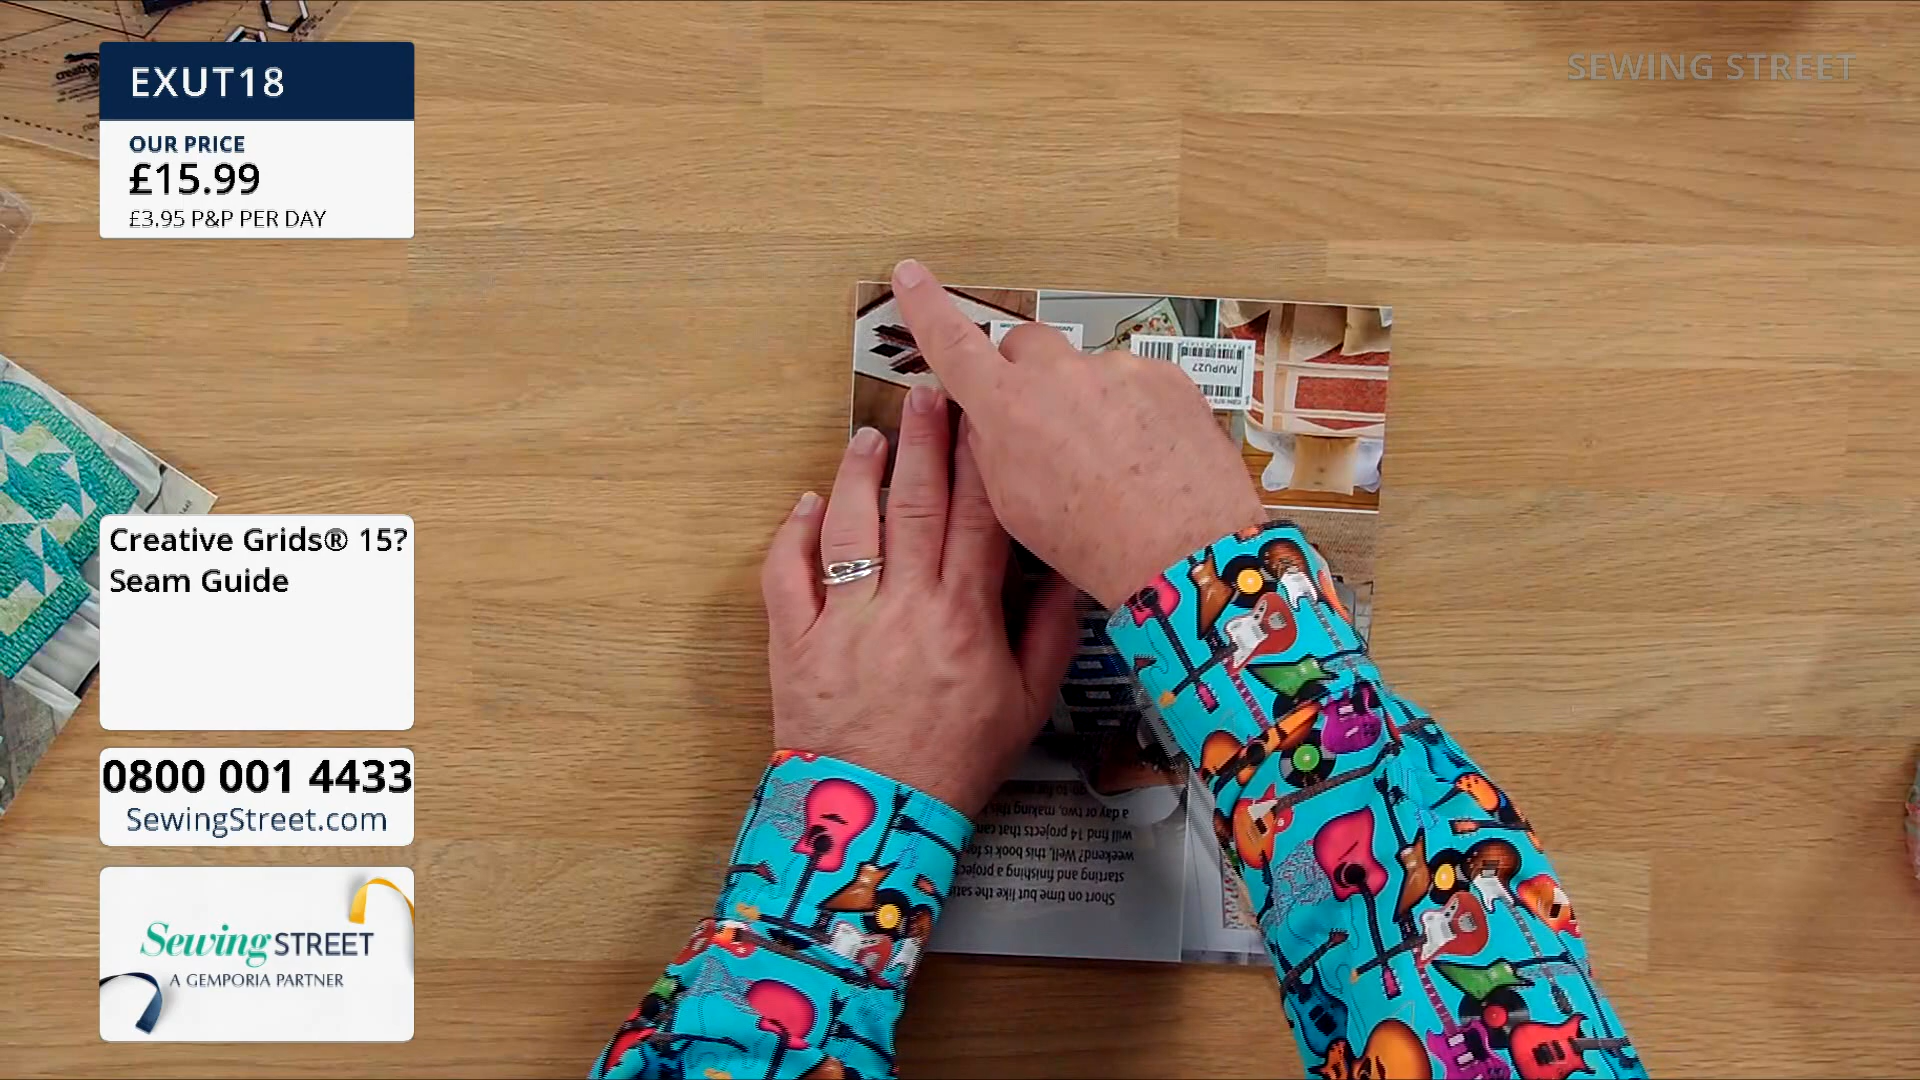 EXUT18
OUR PRICE
£15.99
£3.95 P&P PER DAY
SEWING STREET
Creative Grids® 15?
Seam Guide
0800 001 4433
SewingStreet.com
Sewing STREET
A GEMPORIA PARTNER
MUPU27
Short on time but like the
starting and finishing a project
weekend? Well, this book is for
will find 14 projects that can
a day or two, making this